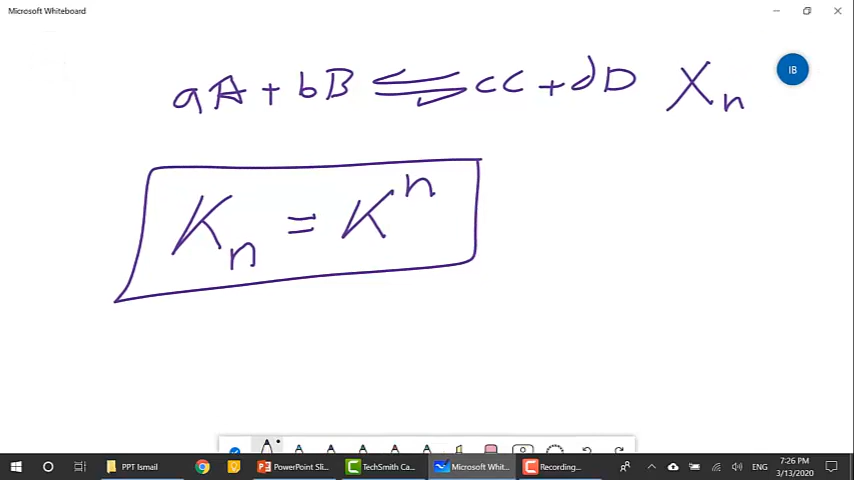 Microsoft Whiteboard
aA + bB ⇌ cC + dD Xn
IB
Kn = K^n
PPT Ismail
PowerPoint Sli...
TechSmith Ca...
Microsoft Whit...
Recording...
ENG
7:26 PM
3/13/2020